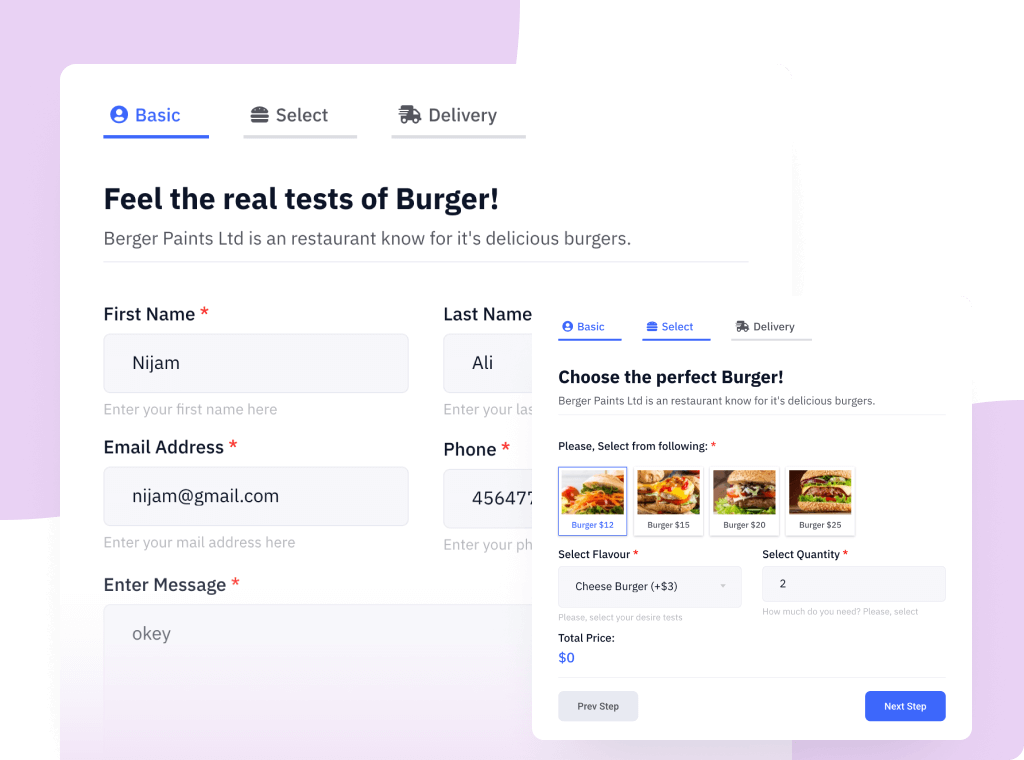 Basic
Select
Delivery
Feel the real tests of Burger!
Berger Paints Ltd is an restaurant know for it's delicious burgers.
First Name *
Last Name
Nijam
Ali
Enter your first name here
Enter your las
Email Address *
Phone *
nijam@gmail.com
456477
Enter your mail address here
Enter your ph
Enter Message *
okey
Basic
Select
Delivery
Choose the perfect Burger!
Berger Paints Ltd is an restaurant know for it's delicious burgers.
Please, Select from following: *
Burger $12
Burger $15
Burger $20
Burger $25
Select Flavour *
Select Quantity *
Cheese Burger (+$3)
2
Please, select your desire tests
How much do you need? Please, select
Total Price:
$0
Prev Step
Next Step